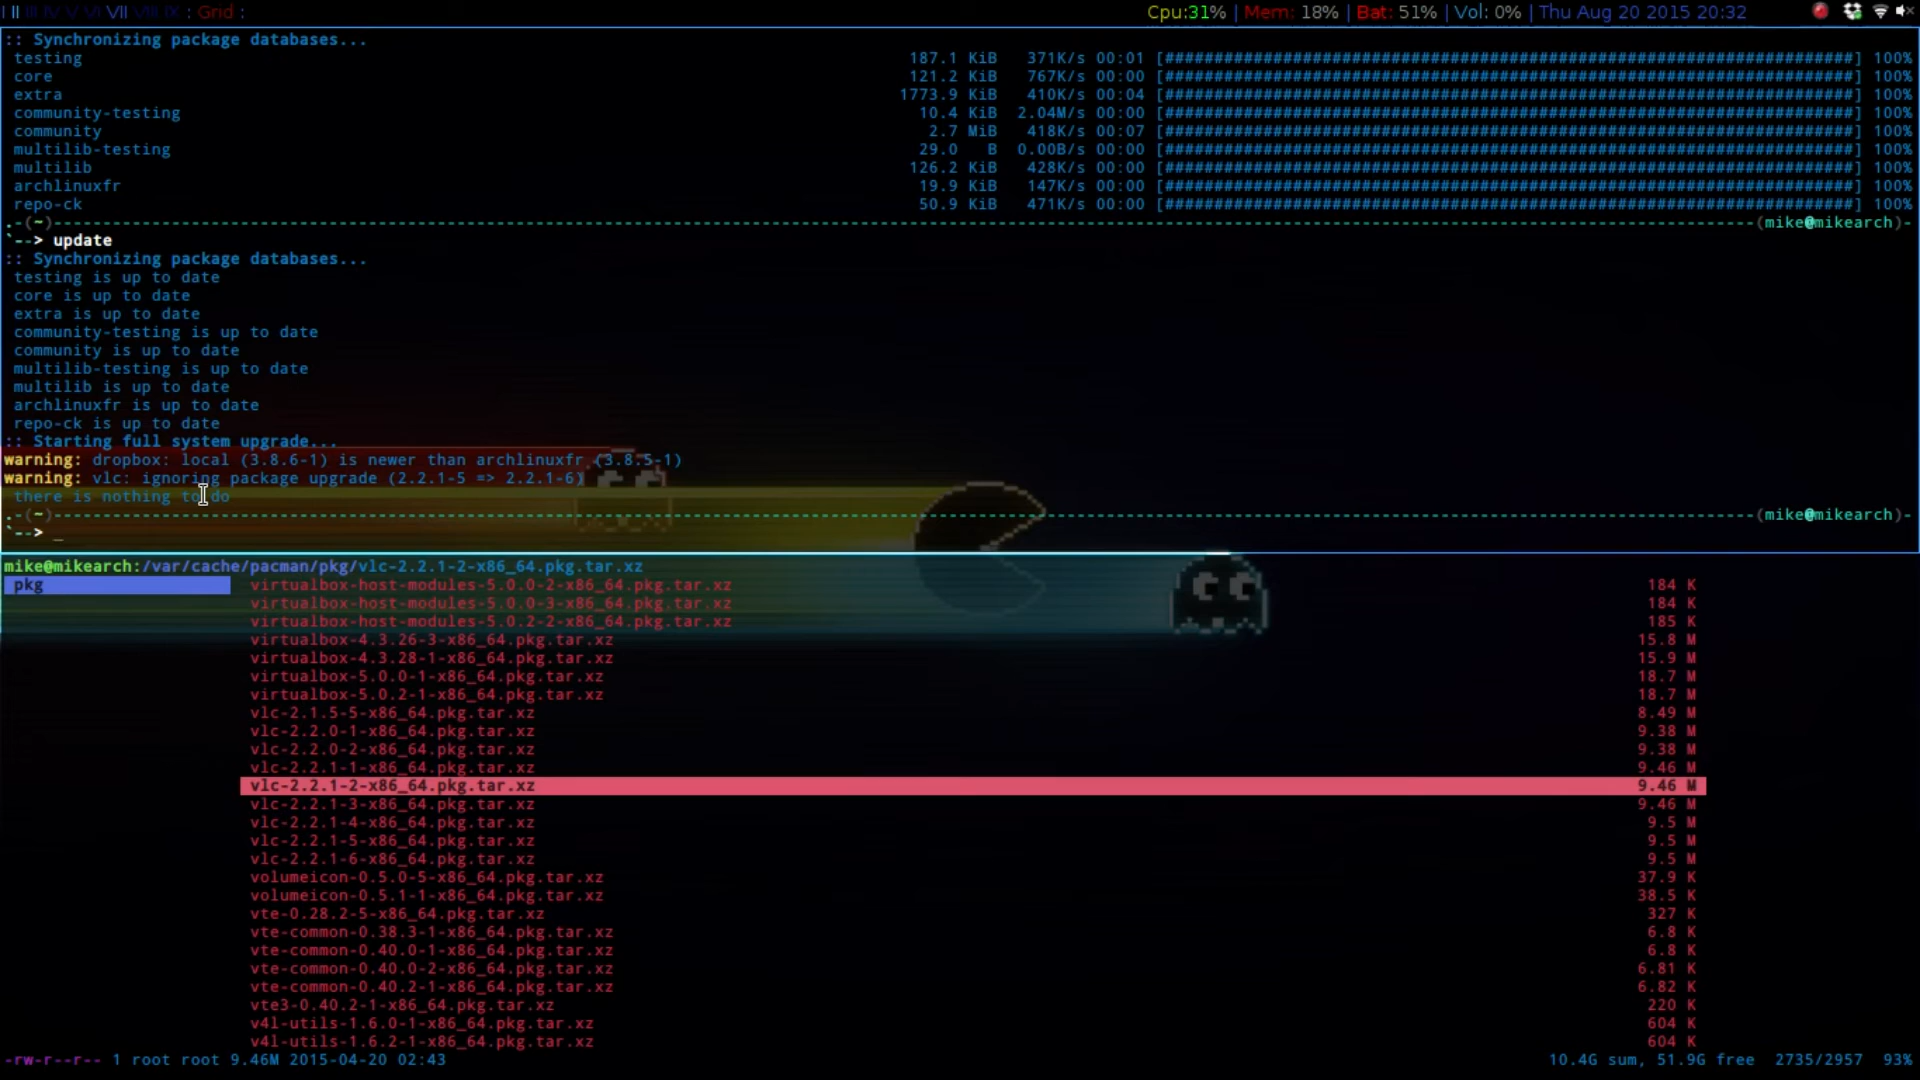 I II III IV V VI VII VIII IX : Grid : Cpu:31% | Mem: 18% | Bat: 51% | Vol: 0% | Thu Aug 20 2015 20:32
:: Synchronizing package databases...
testing 187.1 KiB 371K/s 00:01 [######################################################################] 100%
core 121.2 KiB 767K/s 00:00 [######################################################################] 100%
extra 1773.9 KiB 410K/s 00:04 [######################################################################] 100%
community-testing 10.4 KiB 2.04M/s 00:00 [######################################################################] 100%
community 2.7 MiB 418K/s 00:07 [######################################################################] 100%
multilib-testing 29.0 B 0.00B/s 00:00 [######################################################################] 100%
multilib 126.2 KiB 428K/s 00:00 [######################################################################] 100%
archlinuxfr 19.9 KiB 147K/s 00:00 [######################################################################] 100%
repo-ck 50.9 KiB 471K/s 00:00 [######################################################################] 100%
.-(~)------------------------------------------------------------(mike@mikearch)-
`--> update
:: Synchronizing package databases...
testing is up to date
core is up to date
extra is up to date
community-testing is up to date
community is up to date
multilib-testing is up to date
multilib is up to date
archlinuxfr is up to date
repo-ck is up to date
:: Starting full system upgrade...
warning: dropbox: local (3.8.6-1) is newer than archlinuxfr (3.8.5-1)
warning: vlc: ignoring package upgrade (2.2.1-5 => 2.2.1-6)
there is nothing to do
.-(~)------------------------------------------------------------(mike@mikearch)-
`--> _
mike@mikearch:/var/cache/pacman/pkg/vlc-2.2.1-2-x86_64.pkg.tar.xz
pkg virtualbox-host-modules-5.0.0-2-x86_64.pkg.tar.xz 184 K
virtualbox-host-modules-5.0.0-3-x86_64.pkg.tar.xz 184 K
virtualbox-host-modules-5.0.2-2-x86_64.pkg.tar.xz 185 K
virtualbox-4.3.26-3-x86_64.pkg.tar.xz 15.8 M
virtualbox-4.3.28-1-x86_64.pkg.tar.xz 15.9 M
virtualbox-5.0.0-1-x86_64.pkg.tar.xz 18.7 M
virtualbox-5.0.2-1-x86_64.pkg.tar.xz 18.7 M
vlc-2.1.5-5-x86_64.pkg.tar.xz 8.49 M
vlc-2.2.0-1-x86_64.pkg.tar.xz 9.38 M
vlc-2.2.0-2-x86_64.pkg.tar.xz 9.38 M
vlc-2.2.1-1-x86_64.pkg.tar.xz 9.46 M
vlc-2.2.1-2-x86_64.pkg.tar.xz 9.46 M
vlc-2.2.1-3-x86_64.pkg.tar.xz 9.46 M
vlc-2.2.1-4-x86_64.pkg.tar.xz 9.5 M
vlc-2.2.1-5-x86_64.pkg.tar.xz 9.5 M
vlc-2.2.1-6-x86_64.pkg.tar.xz 9.5 M
volumeicon-0.5.0-5-x86_64.pkg.tar.xz 37.9 K
volumeicon-0.5.1-1-x86_64.pkg.tar.xz 38.5 K
vte-0.28.2-5-x86_64.pkg.tar.xz 327 K
vte-common-0.38.3-1-x86_64.pkg.tar.xz 6.8 K
vte-common-0.40.0-1-x86_64.pkg.tar.xz 6.8 K
vte-common-0.40.0-2-x86_64.pkg.tar.xz 6.81 K
vte-common-0.40.2-1-x86_64.pkg.tar.xz 6.82 K
vte3-0.40.2-1-x86_64.pkg.tar.xz 220 K
v4l-utils-1.6.0-1-x86_64.pkg.tar.xz 604 K
v4l-utils-1.6.2-1-x86_64.pkg.tar.xz 604 K
-rw-r--r-- 1 root root 9.46M 2015-04-20 02:43 10.4G sum, 51.9G free 2735/2957 93%